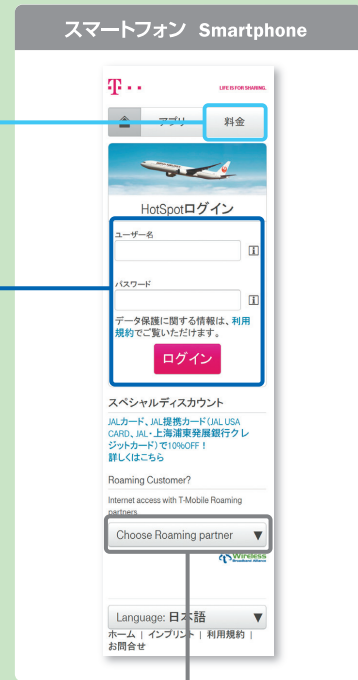 スマートフォン Smartphone
T
LIFE IS FOR SHARING.
アプリ
料金
HotSpotログイン
ユーザー名
パスワード
データ保護に関する情報は、利用
規約でご覧いただけます。
ログイン
スペシャルディスカウント
JALカード、JAL提携カード(JAL USA
CARD、JAL・上海浦東発展銀行クレ
ジットカード)で10%OFF！
詳しくはこちら
Roaming Customer?
Internet access with T-Mobile Roaming
partners
Choose Roaming partner
Wireless
Broadband Alliance
Language: 日本語
ホーム | インプリント | 利用規約 |
お問合せ